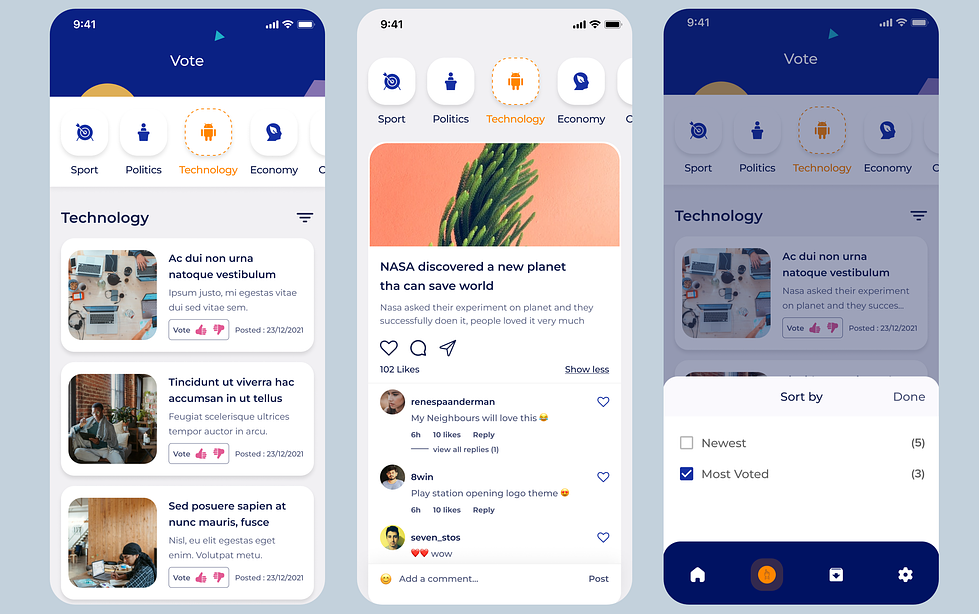 9:41
Vote
Sport
Politics
Technology
Economy
C
Technology
Ac dui non urna
natoque vestibulum
Ipsum justo, mi egestas vitae
dui sed vitae sem.
Vote
Posted : 23/12/2021
Tincidunt ut viverra hac
accumsan in ut tellus
Feugiat scelerisque ultrices
tempor auctor in arcu.
Vote
Posted : 23/12/2021
Sed posuere sapien at
nunc mauris, fusce
Nisl, eu elit egestas eget
enim. Volutpat metu.
Vote
Posted : 23/12/2021
9:41
Sport
Politics
Technology
Economy
C
NASA discovered a new planet
tha can save world
Nasa asked their experiment on planet and they
successfully doen it, people loved it very much
102 Likes
Show less
renespaanderman
My Neighbours will love this 😂
6h 10 likes Reply
view all replies (1)
8win
Play station opening logo theme 😍
6h 10 likes Reply
seven_stos
❤️❤️ wow
😊 Add a comment...
Post
9:41
Vote
Sport
Politics
Technology
Economy
C
Technology
Ac dui non urna
natoque vestibulum
Nasa asked their experiment
on planet and they succes...
Vote
Posted : 23/12/2021
Sort by
Done
Newest
(5)
Most Voted
(3)